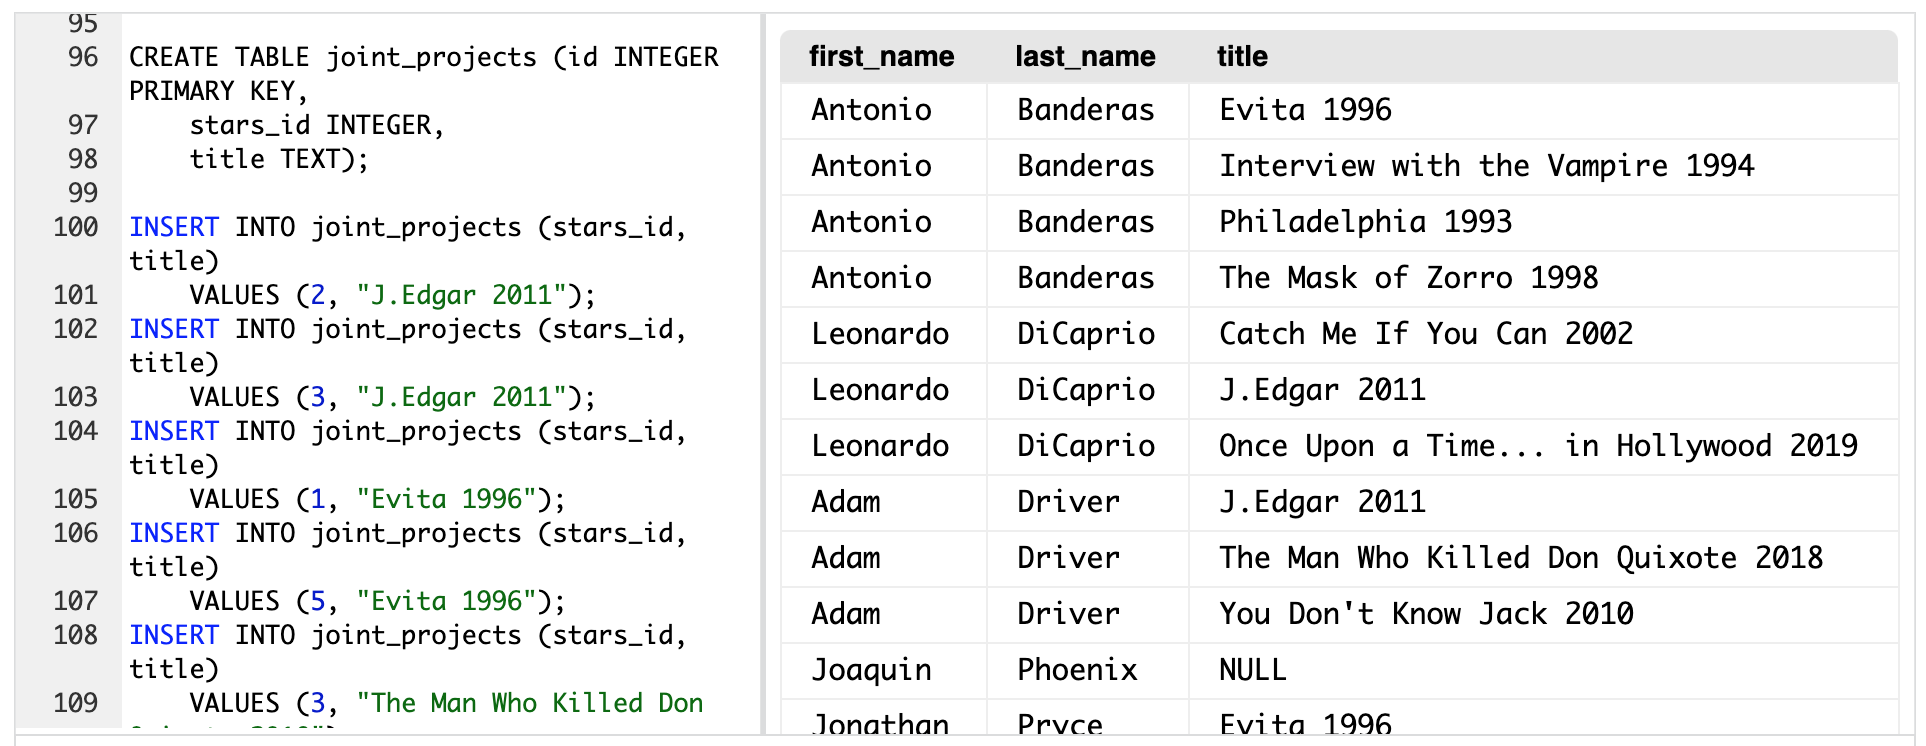 95
96 CREATE TABLE joint_projects (id INTEGER
PRIMARY KEY,
97 stars_id INTEGER,
98 title TEXT);
99
100 INSERT INTO joint_projects (stars_id,
title)
101 VALUES (2, "J.Edgar 2011");
102 INSERT INTO joint_projects (stars_id,
title)
103 VALUES (3, "J.Edgar 2011");
104 INSERT INTO joint_projects (stars_id,
title)
105 VALUES (1, "Evita 1996");
106 INSERT INTO joint_projects (stars_id,
title)
107 VALUES (5, "Evita 1996");
108 INSERT INTO joint_projects (stars_id,
title)
109 VALUES (3, "The Man Who Killed Don
first_name last_name title
Antonio Banderas Evita 1996
Antonio Banderas Interview with the Vampire 1994
Antonio Banderas Philadelphia 1993
Antonio Banderas The Mask of Zorro 1998
Leonardo DiCaprio Catch Me If You Can 2002
Leonardo DiCaprio J.Edgar 2011
Leonardo DiCaprio Once Upon a Time... in Hollywood 2019
Adam Driver J.Edgar 2011
Adam Driver The Man Who Killed Don Quixote 2018
Adam Driver You Don't Know Jack 2010
Joaquin Phoenix NULL
Jonathan Pryce Evita 1996